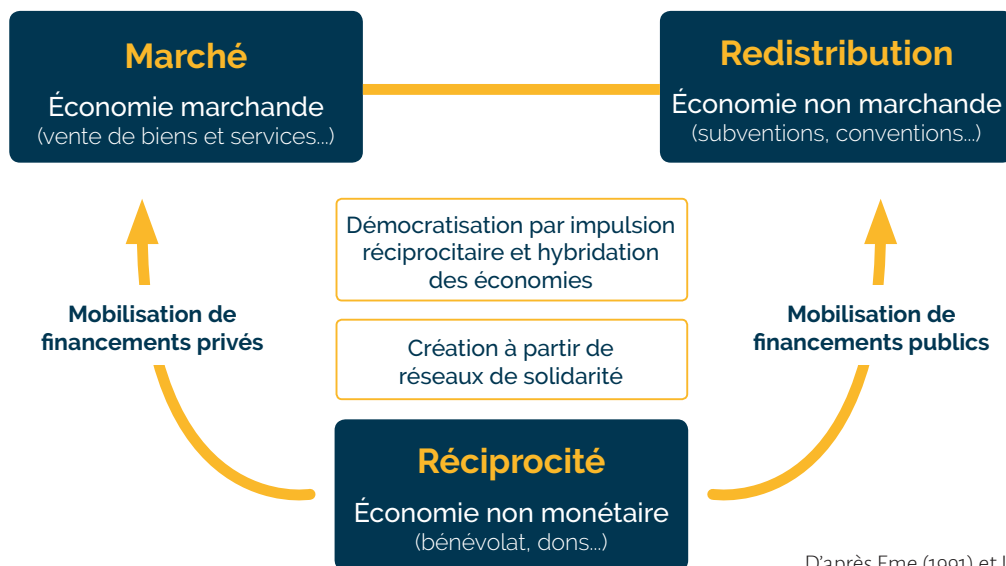 Marché
Économie marchande
(vente de biens et services...)
Redistribution
Économie non marchande
(subventions, conventions...)
Démocratisation par impulsion
réciprocitaire et hybridation
des économies
Mobilisation de
financements privés
Mobilisation de
financements publics
Création à partir de
réseaux de solidarité
Réciprocité
Économie non monétaire
(bénévolat, dons...)
D'après Eme (1991) et